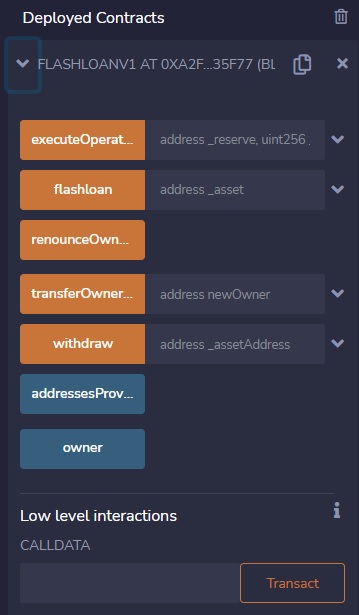 Deployed Contracts
FLASHLOANV1 AT 0XA2F...35F77 (BL
executeOperat... address _reserve, uint256
flashloan address _asset
renounceOwn...
transferOwner... address newOwner
withdraw address _assetAddress
addressesProv...
owner
Low level interactions
CALLDATA
Transact